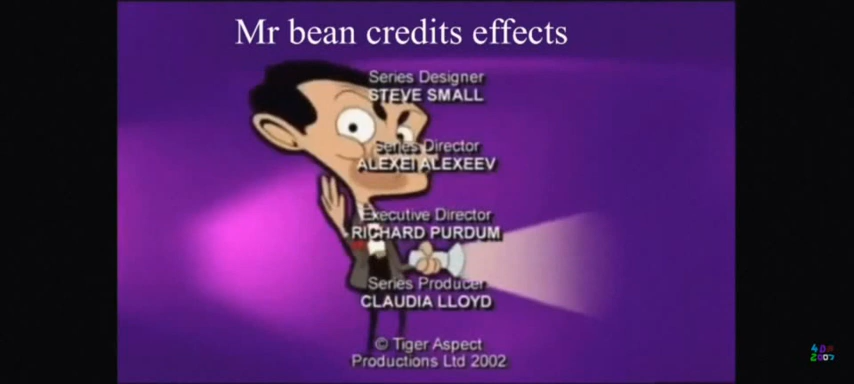 Mr bean credits effects
Series Designer
STEVE SMALL
Series Director
ALEXEI ALEXEEV
Executive Director
RICHARD PURDUM
Series Producer
CLAUDIA LLOYD
© Tiger Aspect
Productions Ltd 2002